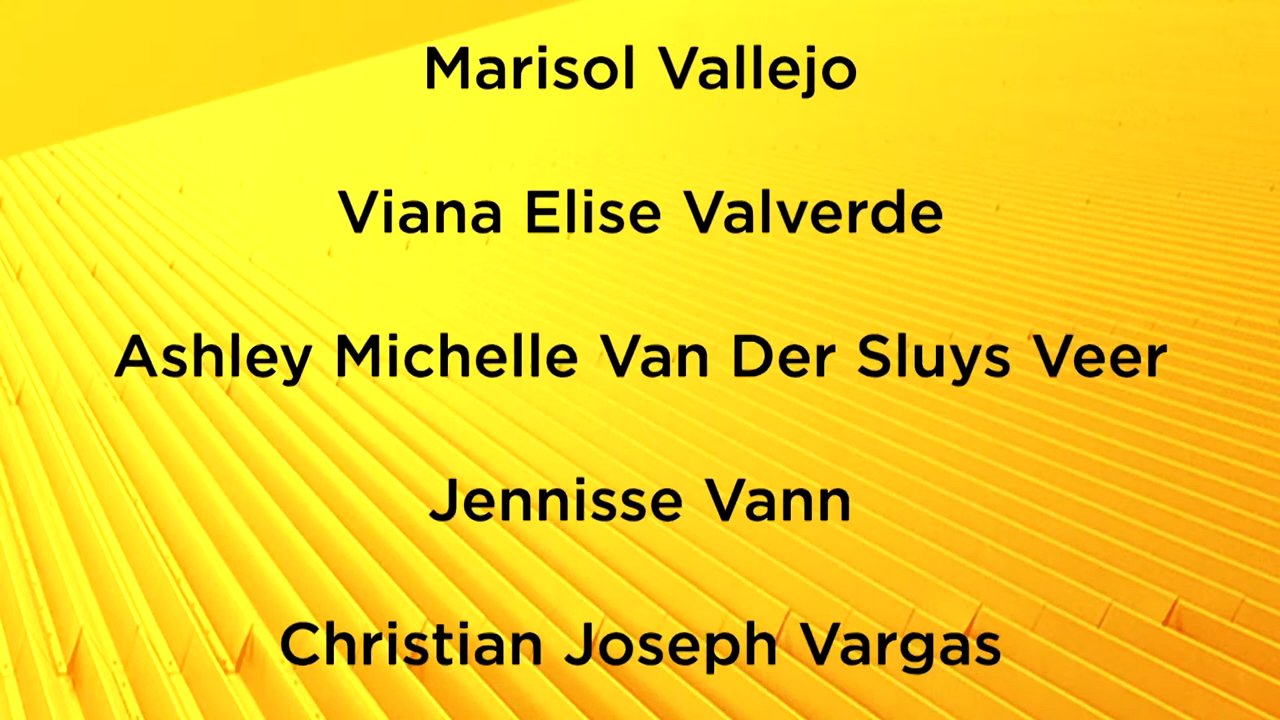 Marisol Vallejo
Viana Elise Valverde
Ashley Michelle Van Der Sluys Veer
Jennisse Vann
Christian Joseph Vargas